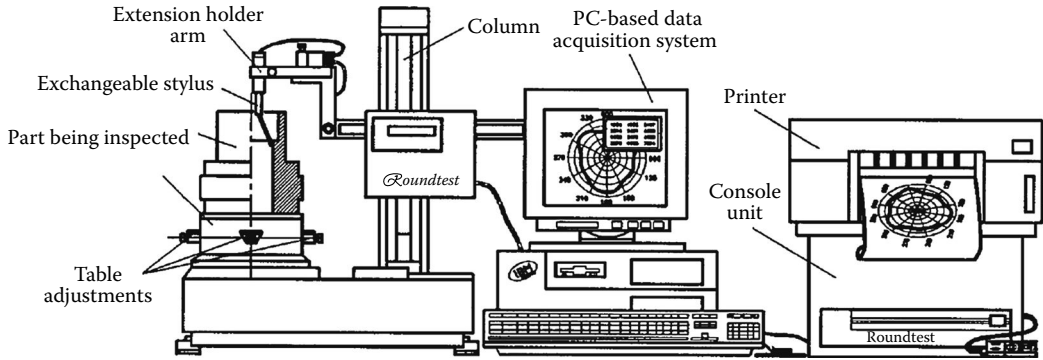 Extension holder
arm
Exchangeable stylus
Part being inspected
Table
adjustments
Column
Roundtest
PC-based data
acquisition system
IBM
Printer
Console
unit
Roundtest